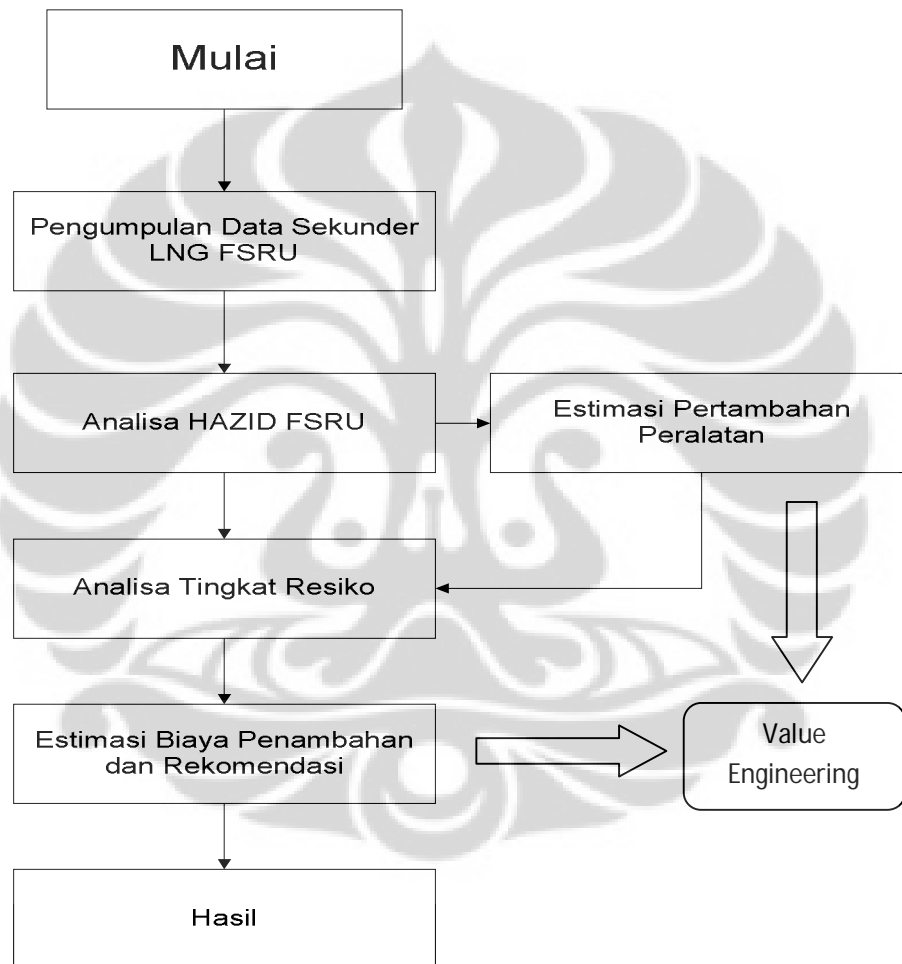 Mulai
Pengumpulan Data Sekunder
LNG FSRU
Analisa HAZID FSRU
Estimasi Pertambahan
Peralatan
Analisa Tingkat Resiko
Estimasi Biaya Penambahan
dan Rekomendasi
Value
Engineering
Hasil